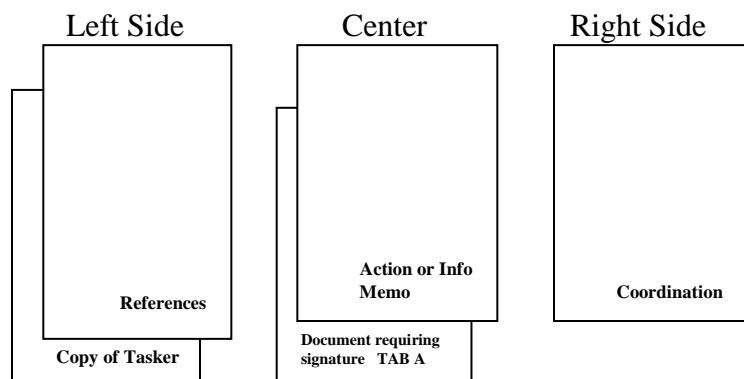 Left Side
References
Copy of Tasker
Center
Action or Info
Memo
Document requiring
signature TAB A
Right Side
Coordination